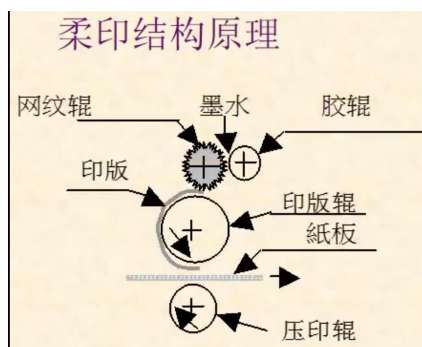 柔印结构原理
网纹辊 墨水 胶辊
印版
印版辊
紙板
压印辊